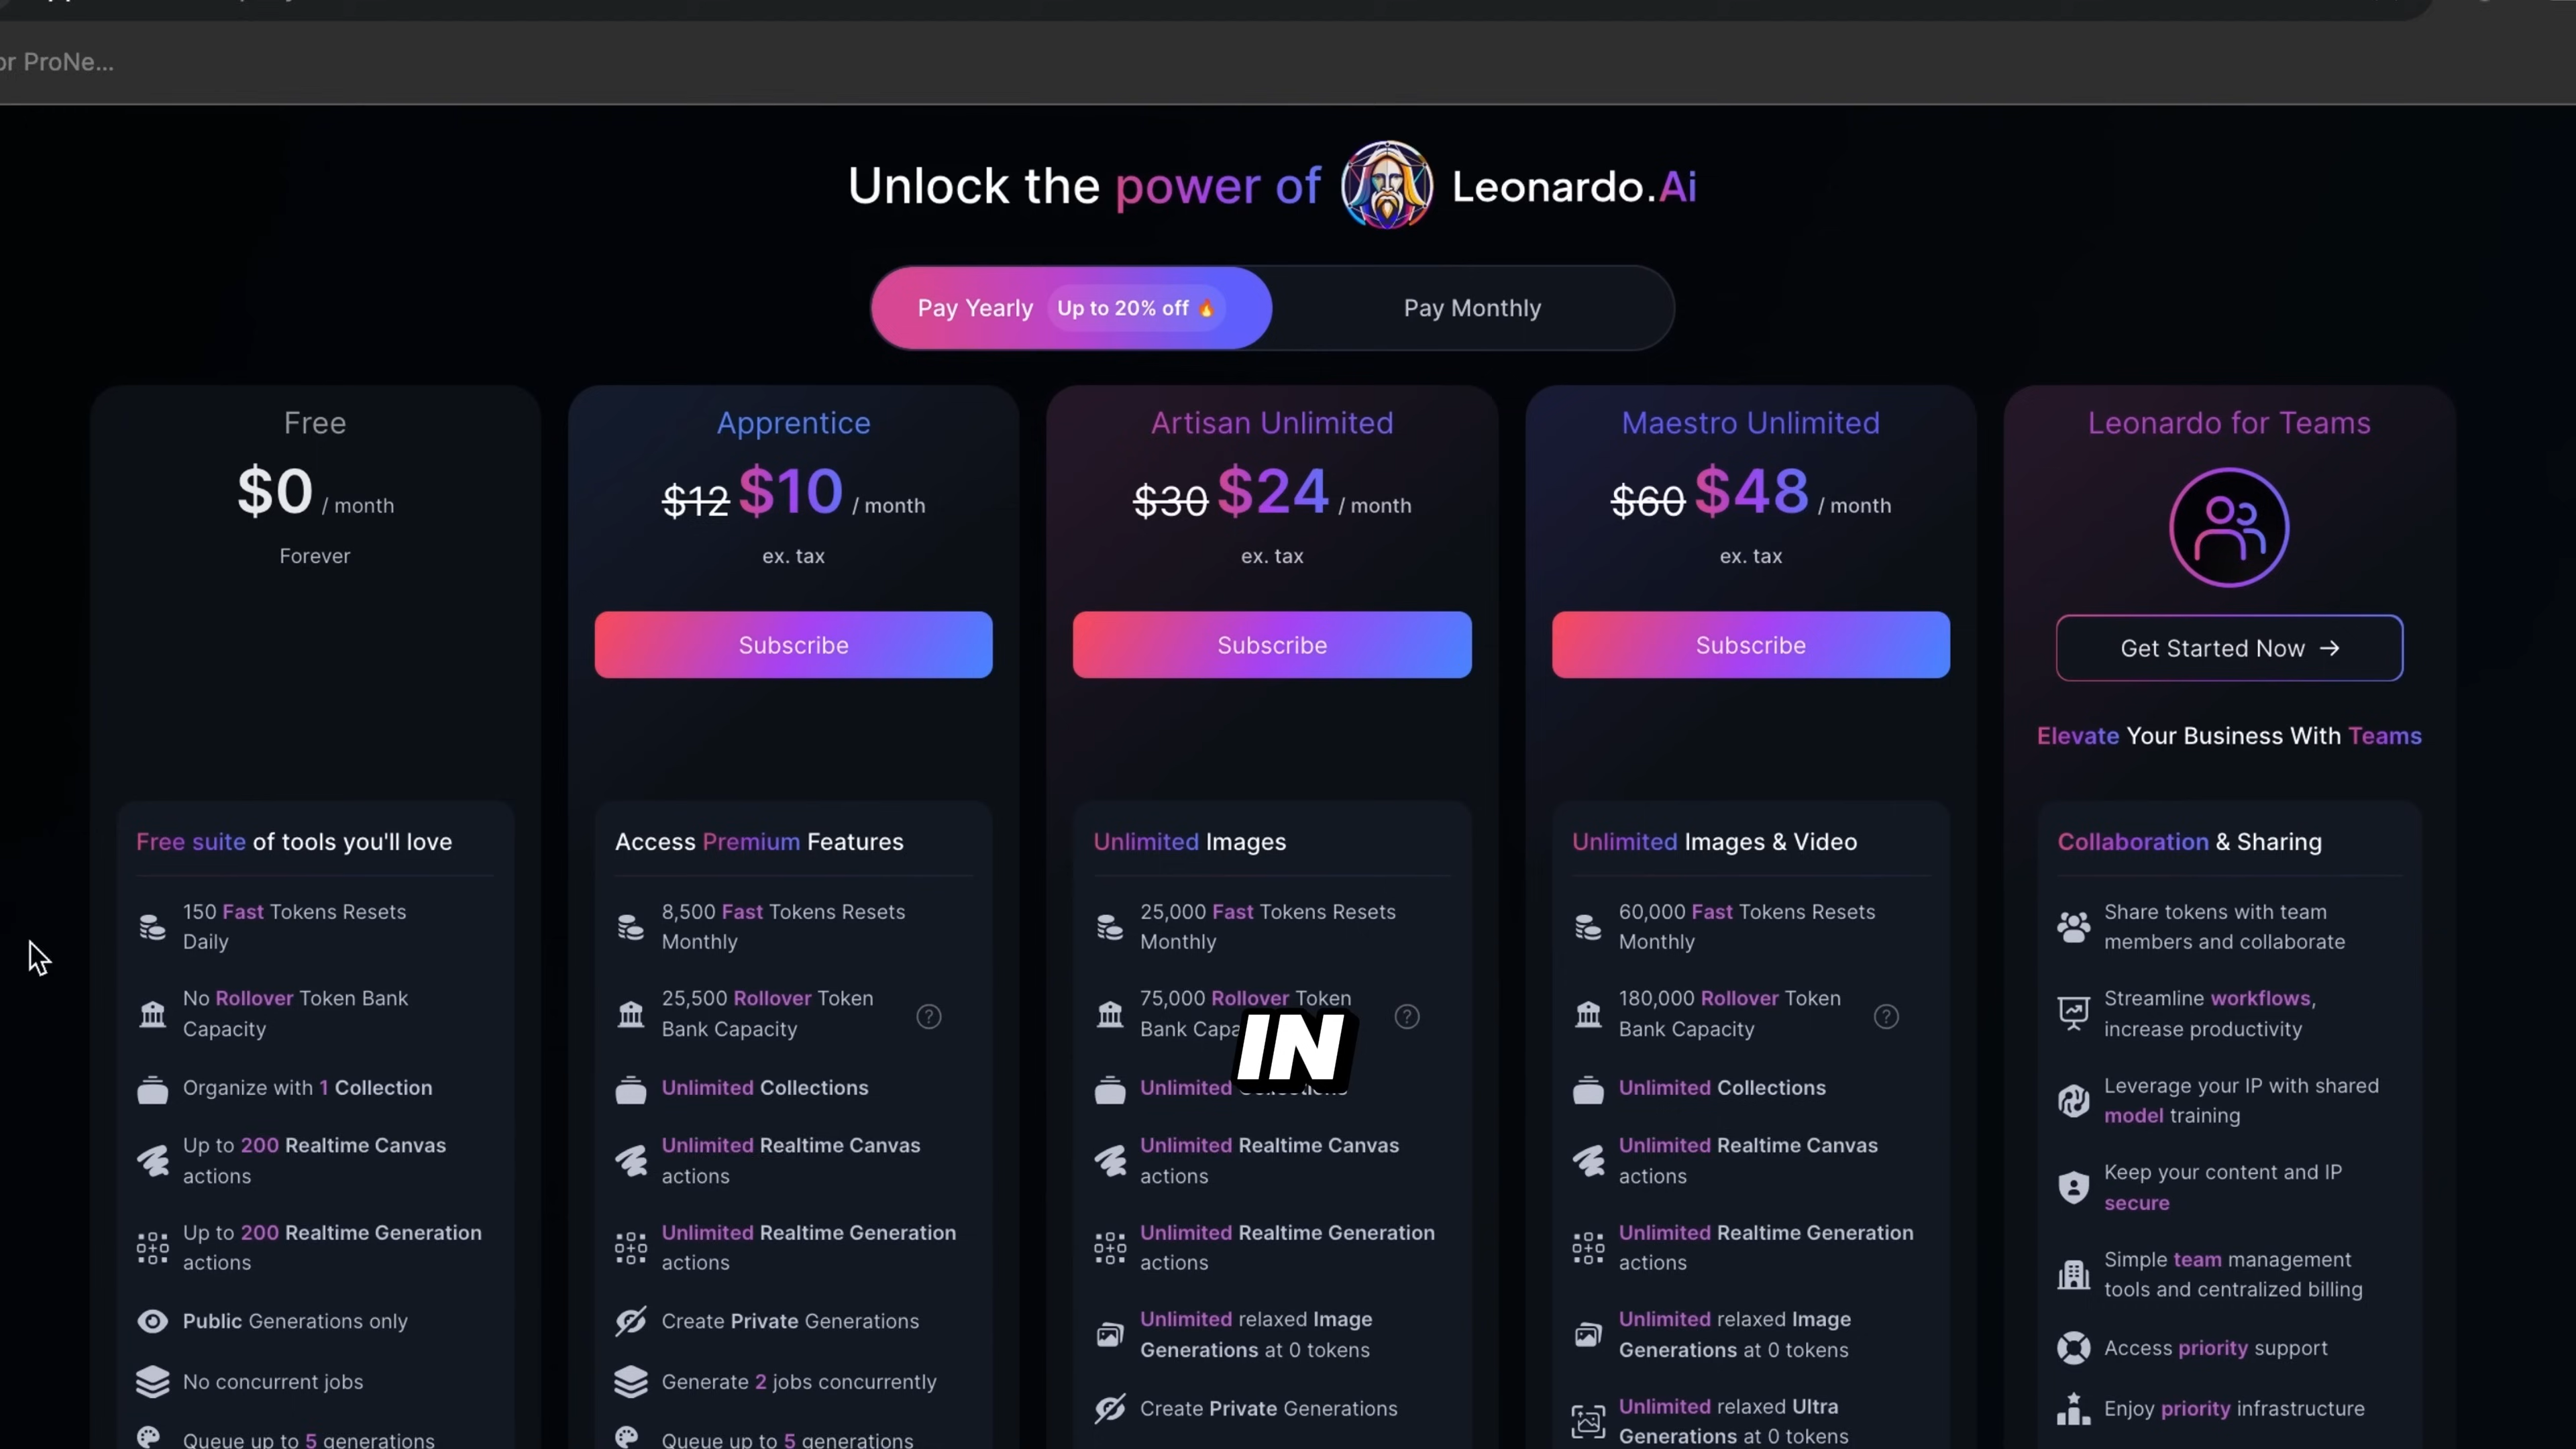 or ProNe...
Unlock the power of Leonardo.Ai
Pay Yearly Up to 20% off 🔥 Pay Monthly
Free
$0 / month
Forever
Free suite of tools you'll love
150 Fast Tokens Resets
Daily
No Rollover Token Bank
Capacity
Organize with 1 Collection
Up to 200 Realtime Canvas
actions
Up to 200 Realtime Generation
actions
Public Generations only
No concurrent jobs
Queue up to 5 generations
Apprentice
$12 $10 / month
ex. tax
Subscribe
Access Premium Features
8,500 Fast Tokens Resets
Monthly
25,500 Rollover Token
Bank Capacity ?
Unlimited Collections
Unlimited Realtime Canvas
actions
Unlimited Realtime Generation
actions
Create Private Generations
Generate 2 jobs concurrently
Queue up to 5 generations
Artisan Unlimited
$30 $24 / month
ex. tax
Subscribe
Unlimited Images
25,000 Fast Tokens Resets
Monthly
75,000 Rollover Token
Bank Capa ?
IN
Unlimited Collections
Unlimited Realtime Canvas
actions
Unlimited Realtime Generation
actions
Unlimited relaxed Image
Generations at 0 tokens
Create Private Generations
Maestro Unlimited
$60 $48 / month
ex. tax
Subscribe
Unlimited Images & Video
60,000 Fast Tokens Resets
Monthly
180,000 Rollover Token
Bank Capacity ?
Unlimited Collections
Unlimited Realtime Canvas
actions
Unlimited Realtime Generation
actions
Unlimited relaxed Image
Generations at 0 tokens
Unlimited relaxed Ultra
Generations at 0 tokens
Leonardo for Teams
Get Started Now →
Elevate Your Business With Teams
Collaboration & Sharing
Share tokens with team
members and collaborate
Streamline workflows,
increase productivity
Leverage your IP with shared
model training
Keep your content and IP
secure
Simple team management
tools and centralized billing
Access priority support
Enjoy priority infrastructure